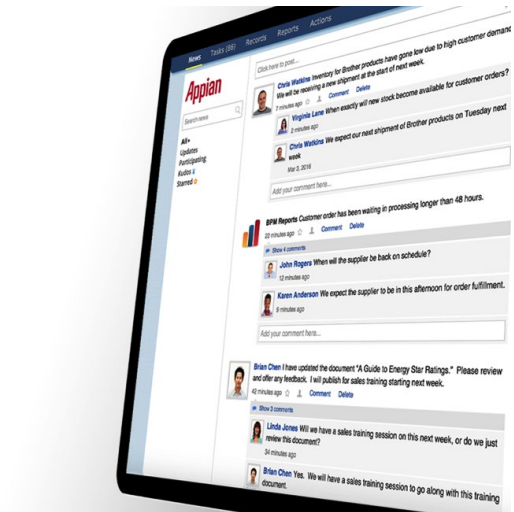 News Tasks (88) Records Reports Actions
Appian
Search news
All
Updates
Participating
Kudos
Starred
Click here to post...
Chris Watkins Inventory for Brother products have gone low due to high customer demand
We will be receiving a new shipment at the start of next week.
7 minutes ago Comment Delete
Virginia Lane When exactly will new stock become available for customer orders?
2 minutes ago
Chris Watkins We expect our next shipment of Brother products on Tuesday next
week
Mar 3, 2016
Add your comment here...
BPM Reports Customer order has been waiting in processing longer than 48 hours.
22 minutes ago Comment Delete
Show 4 comments
John Rogers When will the supplier be back on schedule?
12 minutes ago
Karen Anderson We expect the supplier to be in this afternoon for order fulfillment.
9 minutes ago
Add your comment here...
Brian Chen I have updated the document "A Guide to Energy Star Ratings." Please review
and offer any feedback. I will publish for sales training starting next week.
42 minutes ago Comment Delete
Show 3 comments
Linda Jones Will we have a sales training session on this next week, or do we just
review this document?
34 minutes ago
Brian Chen Yes. We will have a sales training session to go along with this training
document.